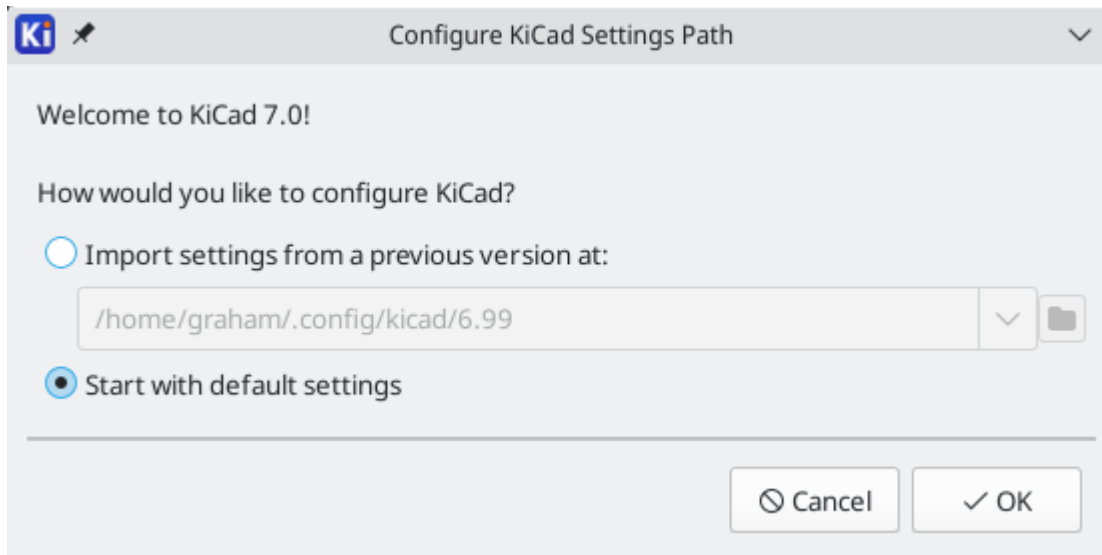 Ki Configure KiCad Settings Path
Welcome to KiCad 7.0!
How would you like to configure KiCad?
Import settings from a previous version at:
/home/graham/.config/kicad/6.99
Start with default settings
Cancel OK